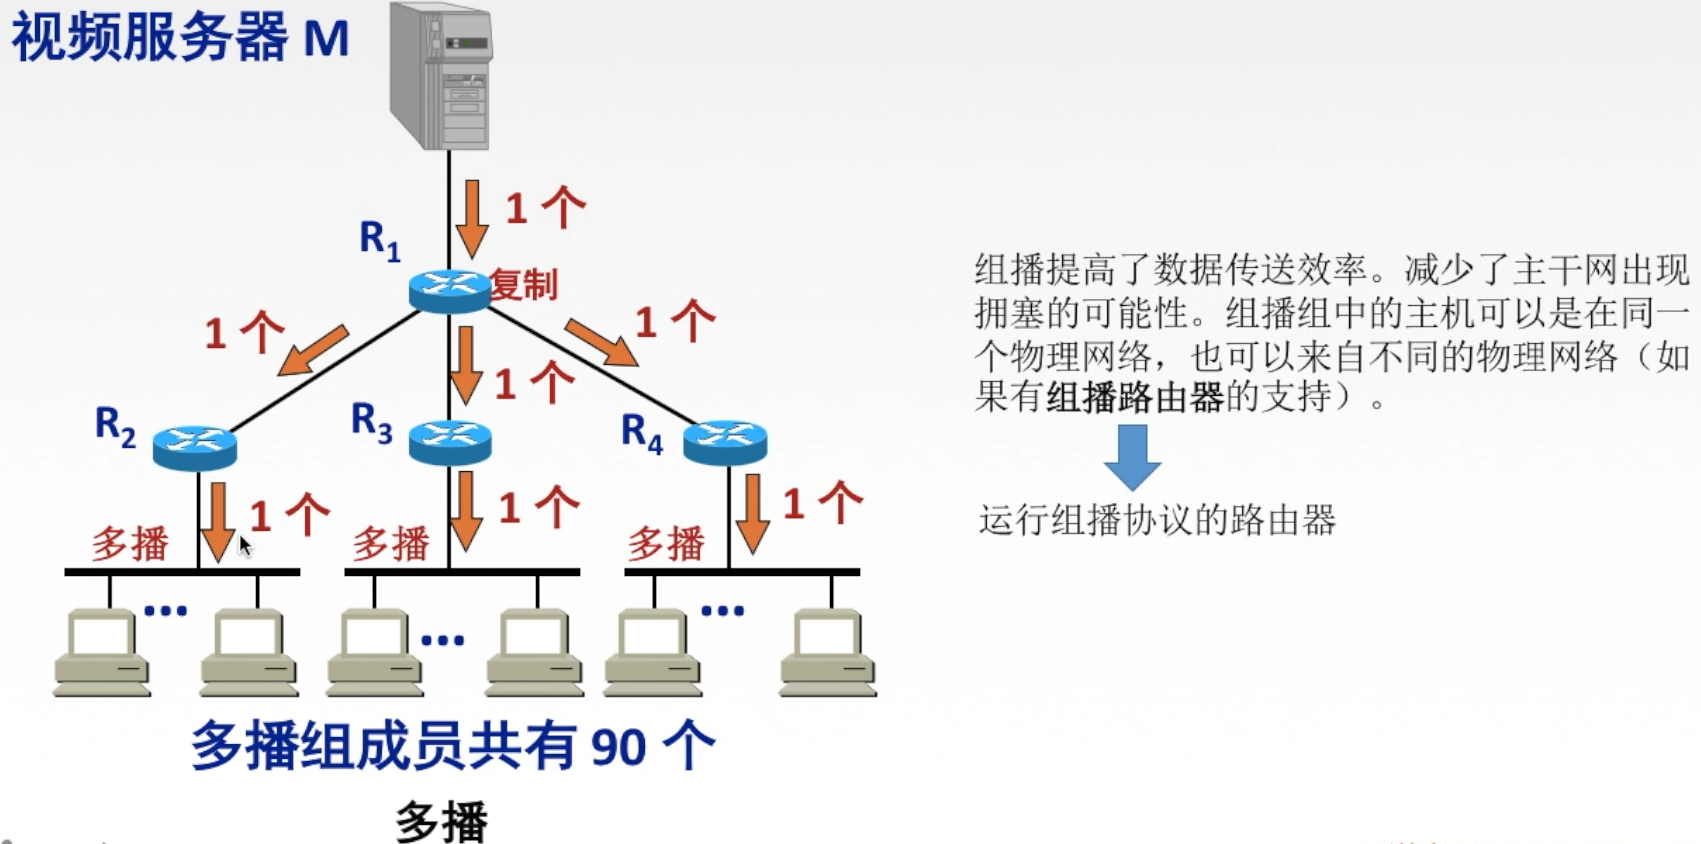 视频服务器 M
1 个
R1
复制
1 个
1 个
1 个
R2
R3
R4
1 个
1 个
1 个
多播
多播
多播
...
...
...
多播组成员共有 90 个
多播
组播提高了数据传送效率。减少了主干网出现
拥塞的可能性。组播组中的主机可以是在同一
个物理网络，也可以来自不同的物理网络（如
果有组播路由器的支持）。
运行组播协议的路由器